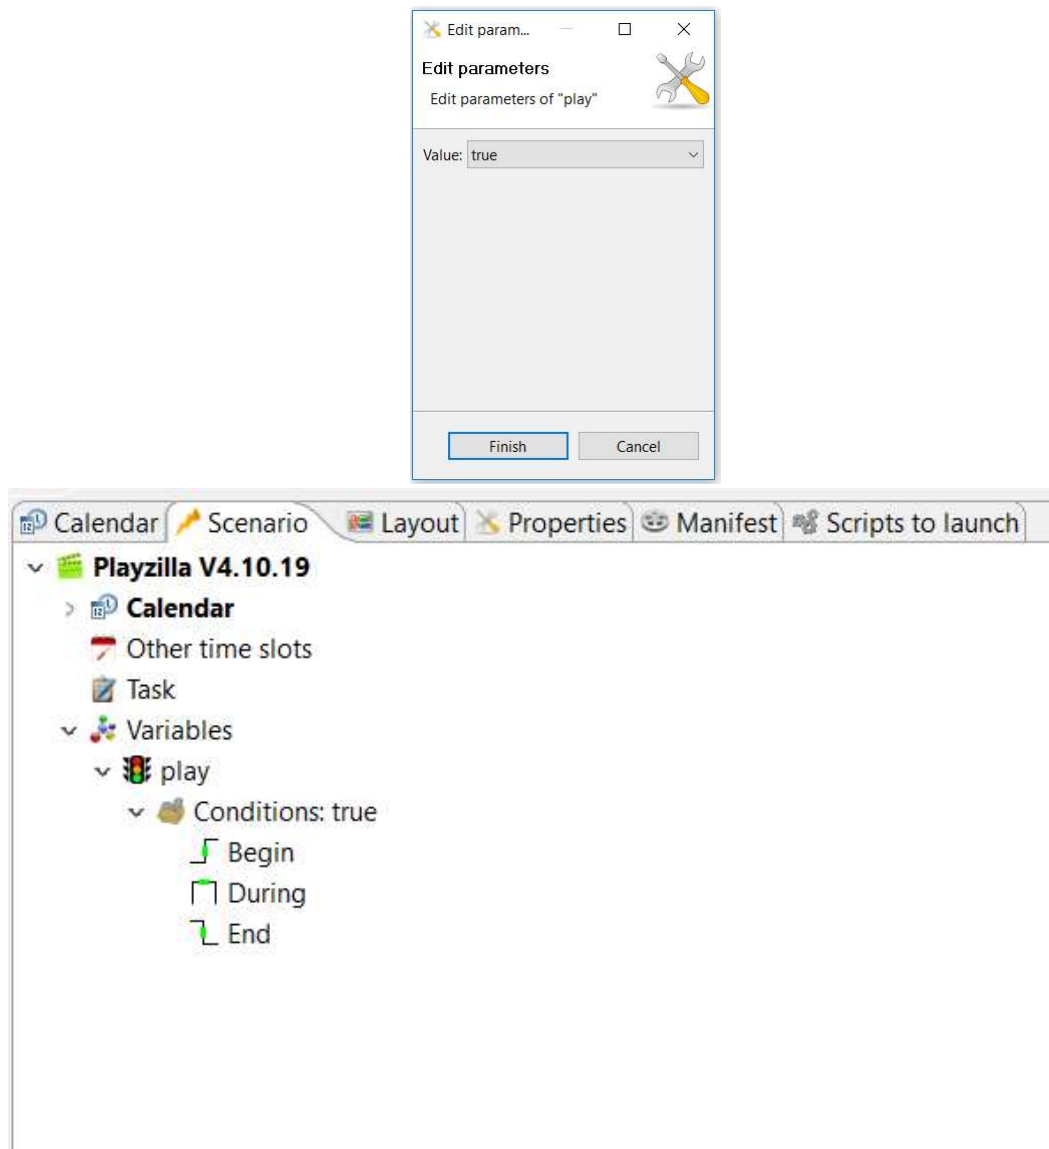 Edit param...
Edit parameters
Edit parameters of "play"
Value: true
Finish Cancel
Calendar Scenario Layout Properties Manifest Scripts to launch
Playzilla V4.10.19
Calendar
Other time slots
Task
Variables
play
Conditions: true
Begin
During
End